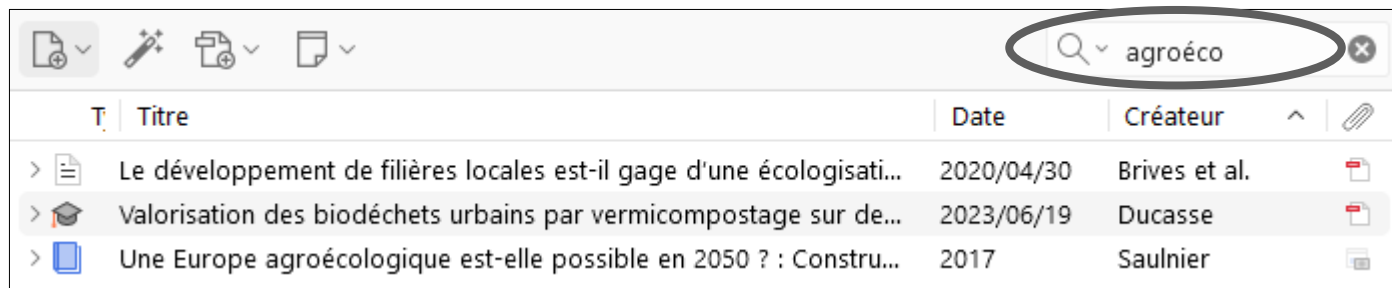 agroéco
Ty Titre Date Créateur
Le développement de filières locales est-il gage d'une écologisati... 2020/04/30 Brives et al.
Valorisation des biodéchets urbains par vermicompostage sur de... 2023/06/19 Ducasse
Une Europe agroécologique est-elle possible en 2050 ? : Constru... 2017 Saulnier